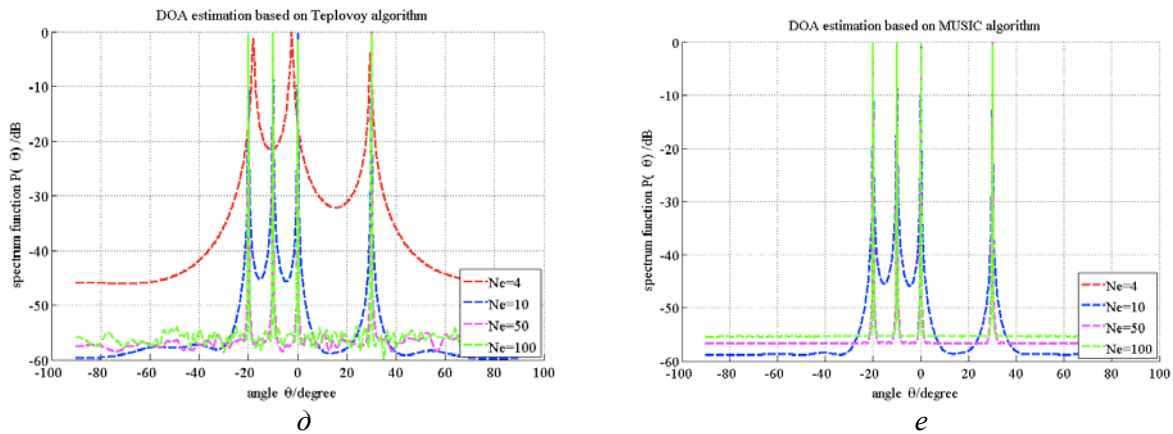 DOA estimation based on Teplovoy algorithm
spectrum function P( θ) /dB
0
-10
-20
-30
-40
-50
-60
Ne=4
Ne=10
Ne=50
Ne=100
-100 -80 -60 -40 -20 0 20 40 60 80 100
angle θ/degree
д
DOA estimation based on MUSIC algorithm
spectrum function P( θ) /dB
0
-10
-20
-30
-40
-50
-60
Ne=4
Ne=10
Ne=50
Ne=100
-100 -80 -60 -40 -20 0 20 40 60 80 100
angle θ/degree
е